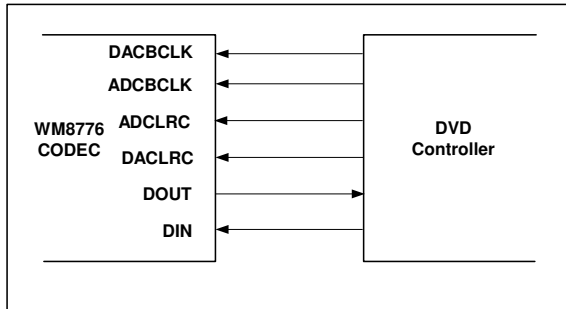 DACBCLK
ADCBCLK
ADCLRC
WM8776
CODEC
DACLRC
DOUT
DIN
DVD
Controller